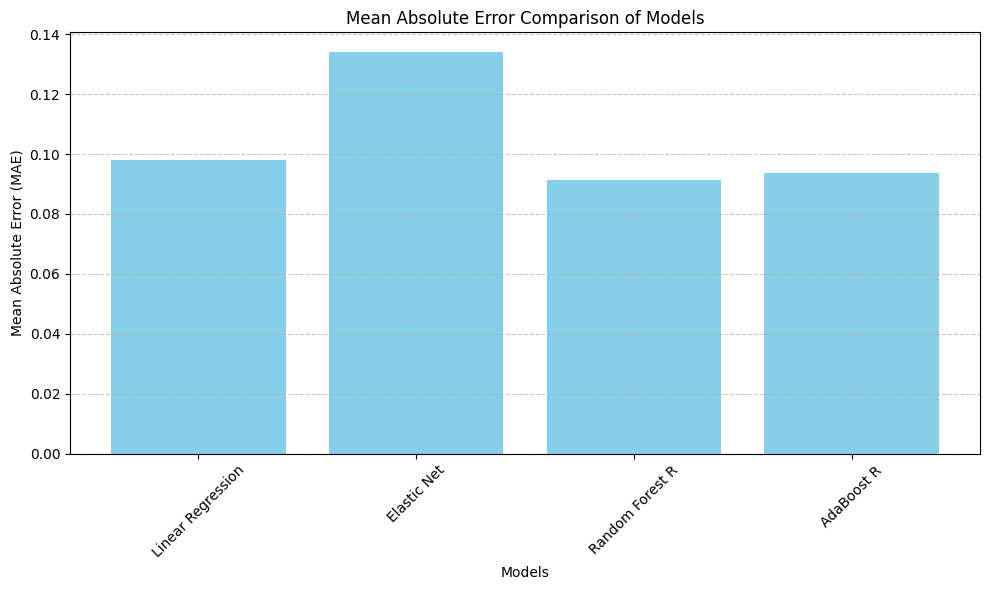 Mean Absolute Error Comparison of Models
Mean Absolute Error (MAE)
0.14
0.12
0.10
0.08
0.06
0.04
0.02
0.00
Linear Regression
Elastic Net
Random Forest R
AdaBoost R
Models